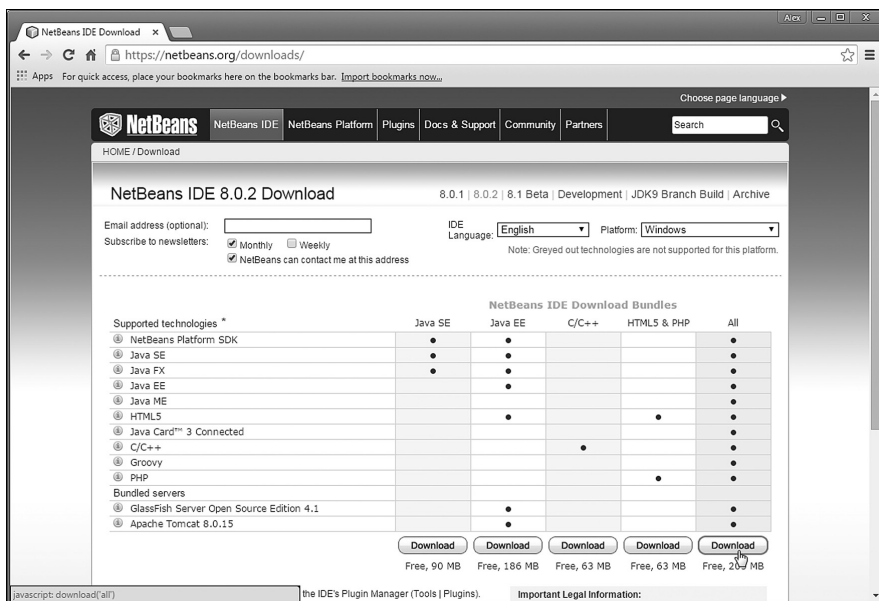 Alex
NetBeans IDE Download
https://netbeans.org/downloads/
Apps For quick access, place your bookmarks here on the bookmarks bar. Import bookmarks now...
Choose page language
NetBeans NetBeans IDE NetBeans Platform Plugins Docs & Support Community Partners Search
HOME / Download
NetBeans IDE 8.0.2 Download 8.0.1 | 8.0.2 | 8.1 Beta | Development | JDK9 Branch Build | Archive
Email address (optional): IDE Language: English Platform: Windows
Subscribe to newsletters: Monthly Weekly Note: Greyed out technologies are not supported for this platform.
NetBeans can contact me at this address
NetBeans IDE Download Bundles
Supported technologies * Java SE Java EE C/C++ HTML5 & PHP All
NetBeans Platform SDK
Java SE
Java FX
Java EE
Java ME
HTML5
Java Card™ 3 Connected
C/C++
Groovy
PHP
Bundled servers
GlassFish Server Open Source Edition 4.1
Apache Tomcat 8.0.15
Download Download Download Download Download
Free, 90 MB Free, 186 MB Free, 63 MB Free, 63 MB Free, MB
javascript: download('all') the IDE's Plugin Manager (Tools | Plugins). Important Legal Information: